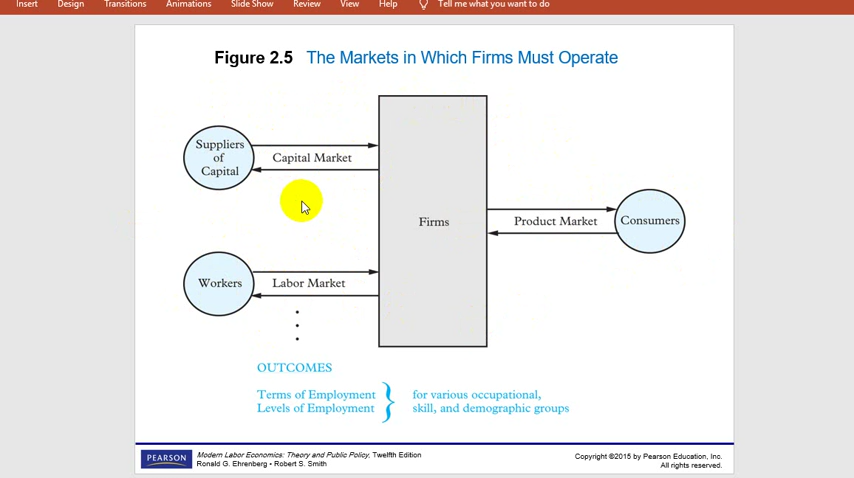 Insert Design Transitions Animations Slide Show Review View Help Tell me what you want to do
Figure 2.5 The Markets in Which Firms Must Operate
Suppliers
of
Capital
Capital Market
Firms
Product Market
Consumers
Workers
Labor Market
OUTCOMES
Terms of Employment
Levels of Employment
for various occupational,
skill, and demographic groups
PEARSON
Modern Labor Economics: Theory and Public Policy, Twelfth Edition
Ronald G. Ehrenberg • Robert S. Smith
Copyright ©2015 by Pearson Education, Inc.
All rights reserved.